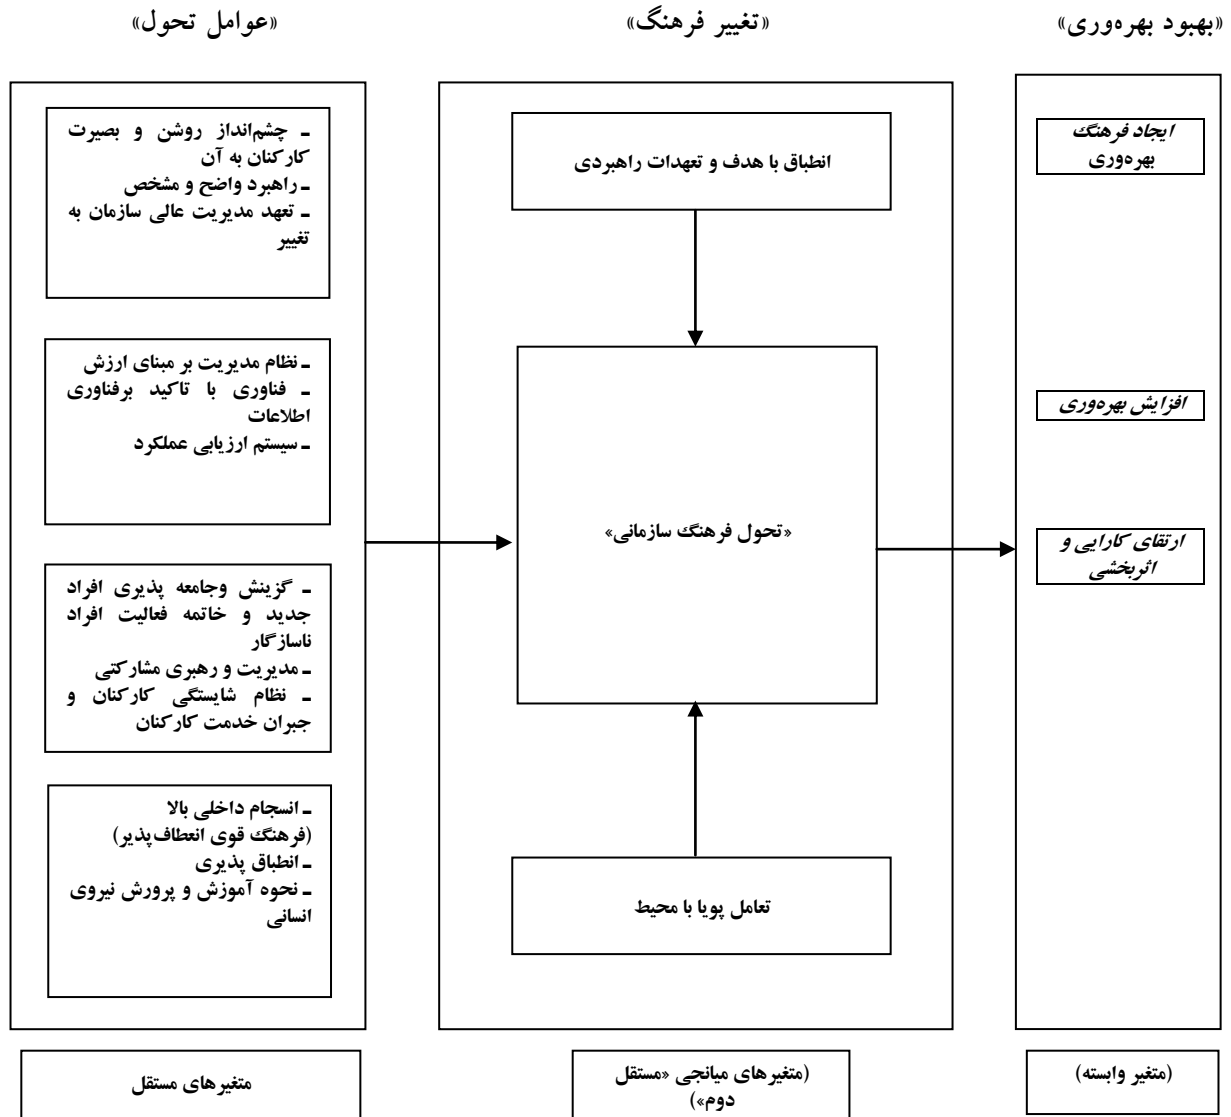 «عوامل تحول»
«تغییر فرهنگ»
«بهبود بهره‌وری»
ـ چشم‌انداز روشن و بصیرت
کارکنان به آن
ـ راهبرد واضح و مشخص
ـ تعهد مدیریت عالی سازمان به
تغییر
ـ نظام مدیریت بر مبنای ارزش
ـ فناوری با تاکید برفناوری
اطلاعات
ـ سیستم ارزیابی عملکرد
ـ گزینش وجامعه پذیری افراد
جدید و خاتمه فعالیت افراد
ناسازگار
ـ مدیریت و رهبری مشارکتی
ـ نظام شایستگی کارکنان و
جبران خدمت کارکنان
ـ انسجام داخلی بالا
(فرهنگ قوی انعطاف‌پذیر)
ـ انطباق پذیری
ـ نحوه آموزش و پرورش نیروی
انسانی
متغیرهای مستقل
انطباق با هدف و تعهدات راهبردی
«تحول فرهنگ سازمانی»
تعامل پویا با محیط
(متغیرهای میانجی «مستقل
دوم»)
ایجاد فرهنگ
بهره‌وری
افزایش بهره‌وری
ارتقای کارایی و
اثربخشی
(متغیر وابسته)